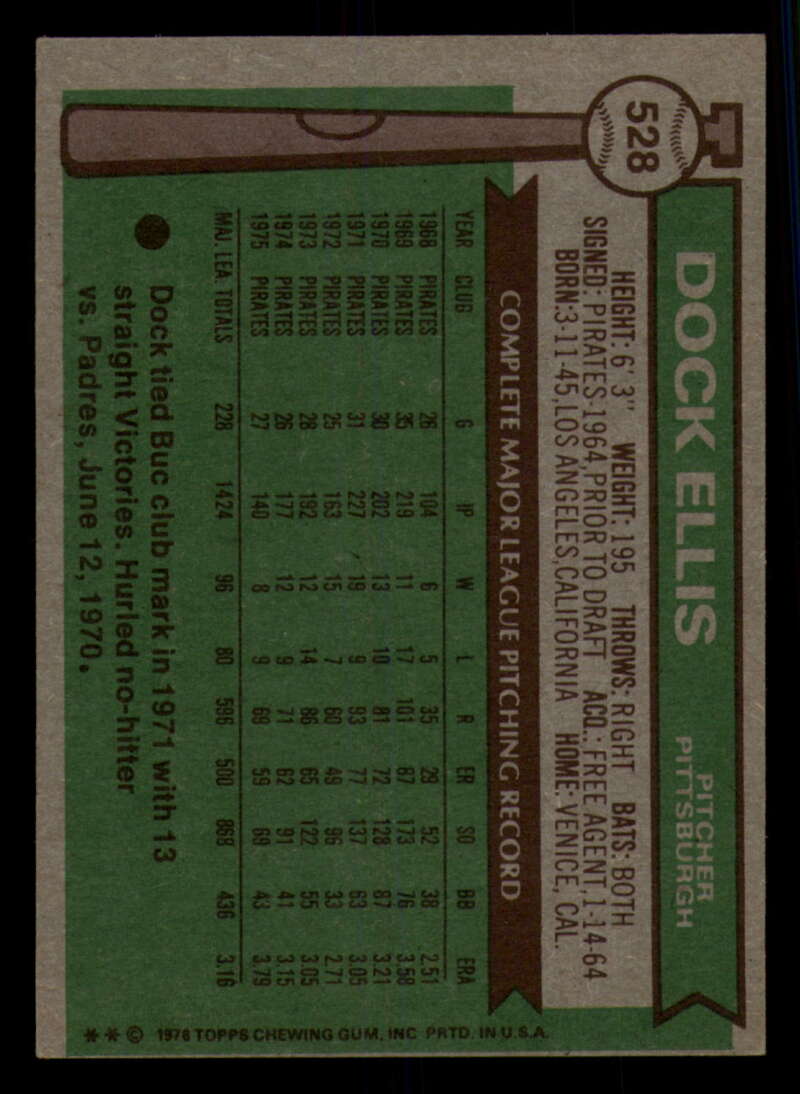 528
DOCK ELLIS
PITCHER
PITTSBURGH
HEIGHT: 6' 3" WEIGHT: 195 THROWS: RIGHT BATS: BOTH
SIGNED: PIRATES-1964, PRIOR TO DRAFT ACQ.: FREE AGENT, 1-14-64
BORN: 3-11-45, LOS ANGELES, CALIFORNIA HOME: VENICE, CAL.
COMPLETE MAJOR LEAGUE PITCHING RECORD
YEAR CLUB G IP W L R ER SO BB ERA
1968 PIRATES 26 104 6 5 35 29 52 38 2.51
1969 PIRATES 35 219 11 17 101 87 173 76 3.58
1970 PIRATES 30 202 13 10 81 72 128 87 3.21
1971 PIRATES 31 227 19 9 93 77 137 63 3.05
1972 PIRATES 25 163 15 7 60 49 96 33 2.71
1973 PIRATES 28 192 12 14 86 65 122 55 3.05
1974 PIRATES 26 177 12 9 71 62 91 41 3.15
1975 PIRATES 27 140 8 9 69 59 69 43 3.79
MAJ. LEA. TOTALS 228 1424 96 80 596 500 868 436 3.16
Dock tied Buc club mark in 1971 with 13
straight Victories. Hurled no-hitter
vs. Padres, June 12, 1970.
** © 1976 TOPPS CHEWING GUM, INC PRTD. IN U.S.A.